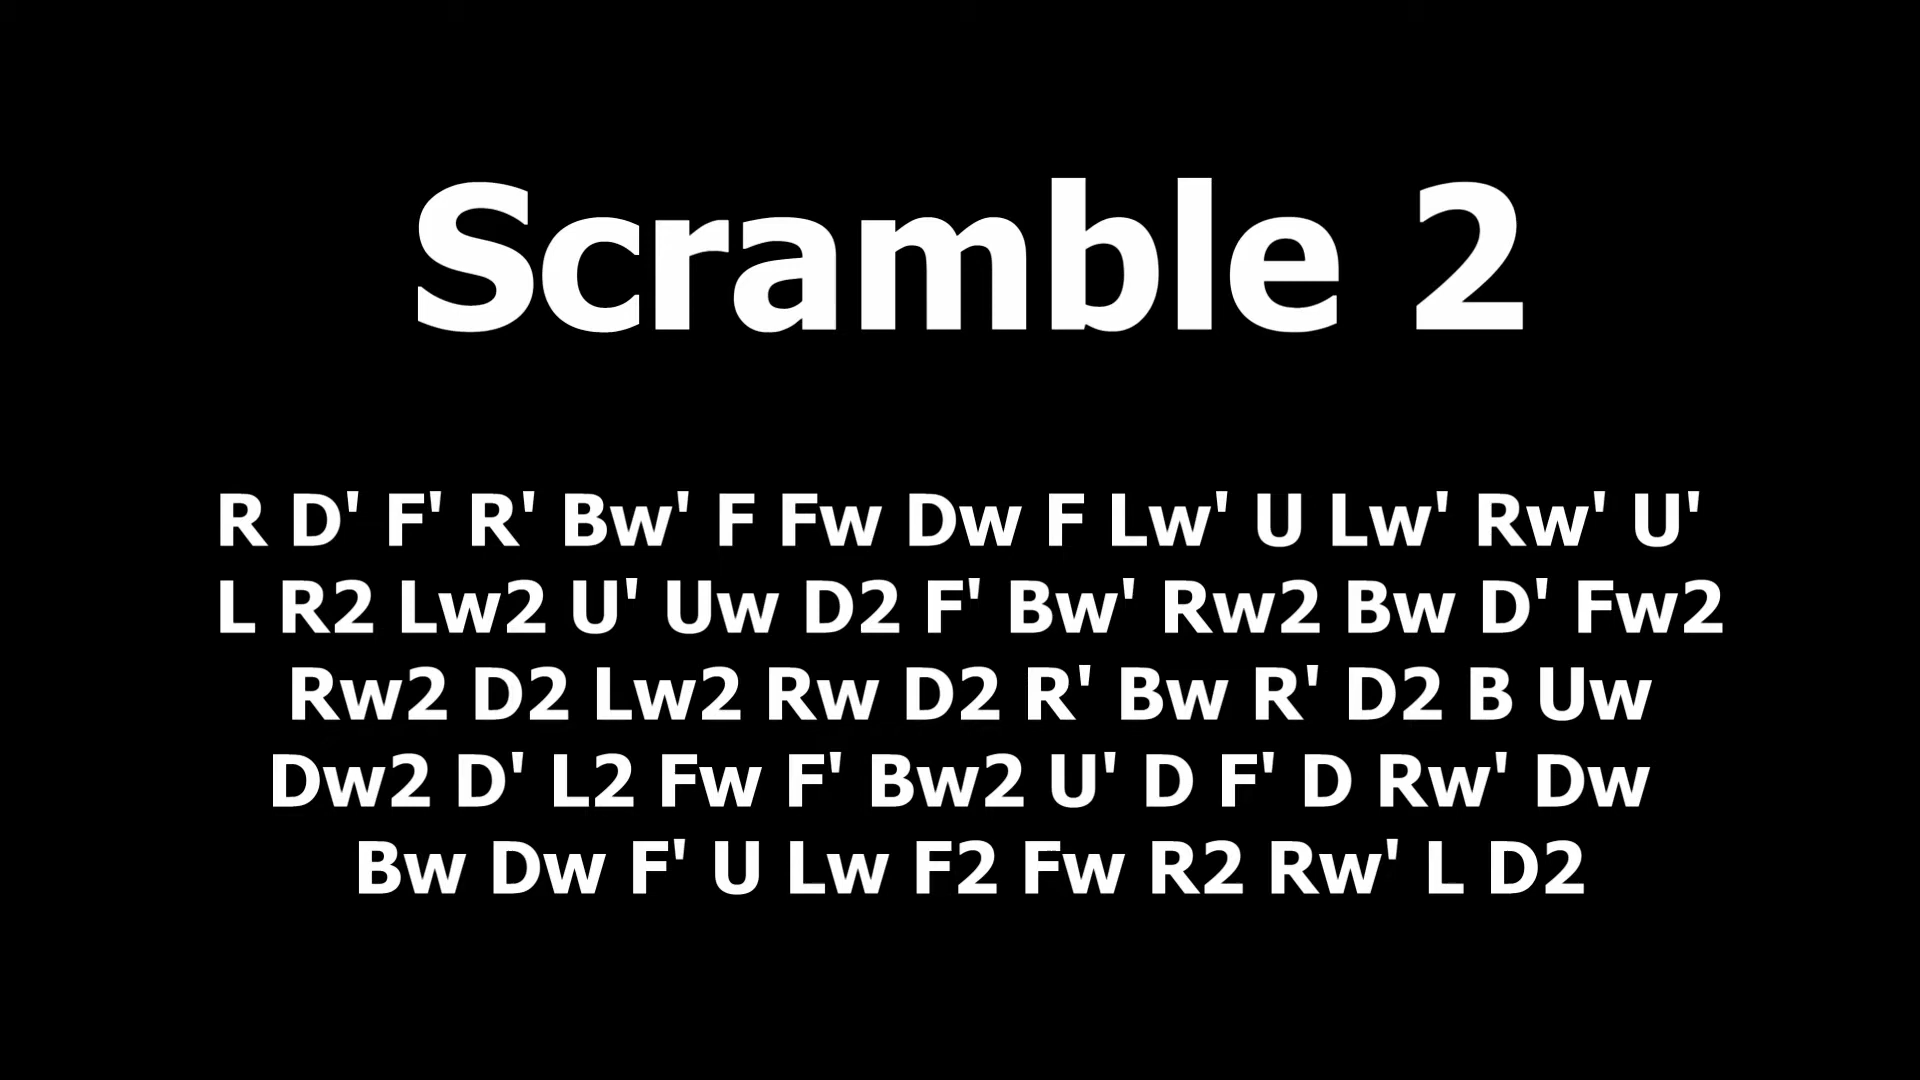 Scramble 2
R D' F' R' Bw' F Fw Dw F Lw' U Lw' Rw' U'
L R2 Lw2 U' Uw D2 F' Bw' Rw2 Bw D' Fw2
Rw2 D2 Lw2 Rw D2 R' Bw R' D2 B Uw
Dw2 D' L2 Fw F' Bw2 U' D F' D Rw' Dw
Bw Dw F' U Lw F2 Fw R2 Rw' L D2